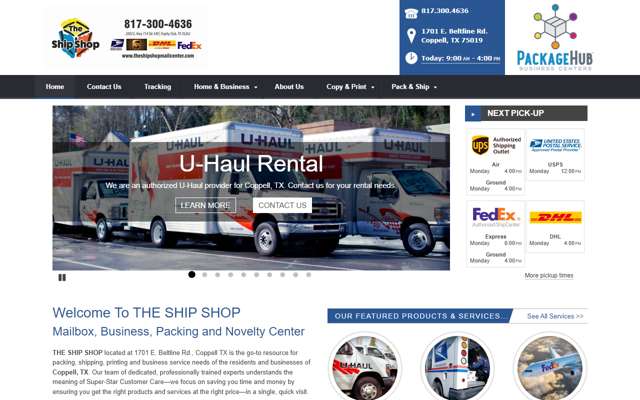 The
Ship Shop
817-300-4636
UPS DHL FedEx
www.theshipshopmailcenter.com
817.300.4636
1701 E. Beltline Rd.
Coppell, TX 75019
Today: 9:00 AM - 4:00 PM
PACKAGEHUB
BUSINESS CENTERS
Home Contact Us Tracking Home & Business About Us Copy & Print Pack & Ship
U-HAUL
U-Haul Rental
We are an authorized U-Haul provider for Coppell, TX. Contact us for your rental needs.
LEARN MORE CONTACT US
NEXT PICK-UP
ups Authorized Shipping Outlet
Air
Monday 4:00 PM
Ground
Monday 4:00 PM
UNITED STATES POSTAL SERVICE
Approved Postal Provider
USPS
Monday 12:00 PM
FedEx
Authorized ShipCenter
Express
Monday 6:00 PM
Ground
Monday 4:00 PM
DHL
DHL
Monday 4:00 PM
More pickup times
Welcome To THE SHIP SHOP
Mailbox, Business, Packing and Novelty Center
THE SHIP SHOP located at 1701 E. Beltline Rd., Coppell TX is the go-to resource for
packing, shipping, printing and business service needs of the residents and businesses of
Coppell, TX. Our team of dedicated, professionally trained experts understands the
meaning of Super-Star Customer Care—we focus on saving you time and money by
ensuring you get the right products and services at the right price—in a single, quick visit.
OUR FEATURED PRODUCTS & SERVICES... See All Services >>